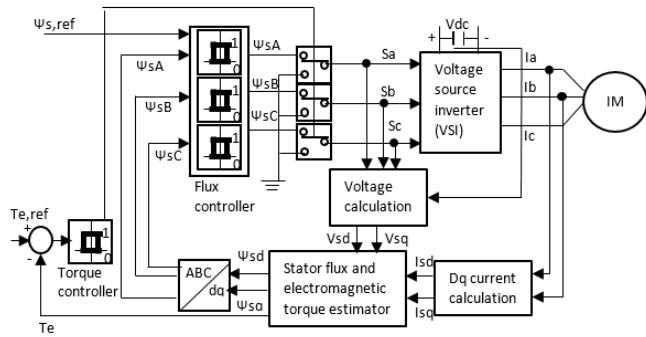 Ψs,ref
ΨsA
ΨsB
ΨsC
Te,ref
+
-
Torque
controller
Te
1
0
1
0
1
0
1
0
Flux
controller
ΨsA
ΨsB
ΨsC
Sa
Sb
Sc
+ Vdc -
Voltage
source
inverter
(VSI)
Ia
Ib
Ic
IM
Voltage
calculation
Vsd
Vsq
ABC
dq
Ψsd
Ψsq
Stator flux and
electromagnetic
torque estimator
Isd
Isq
Dq current
calculation